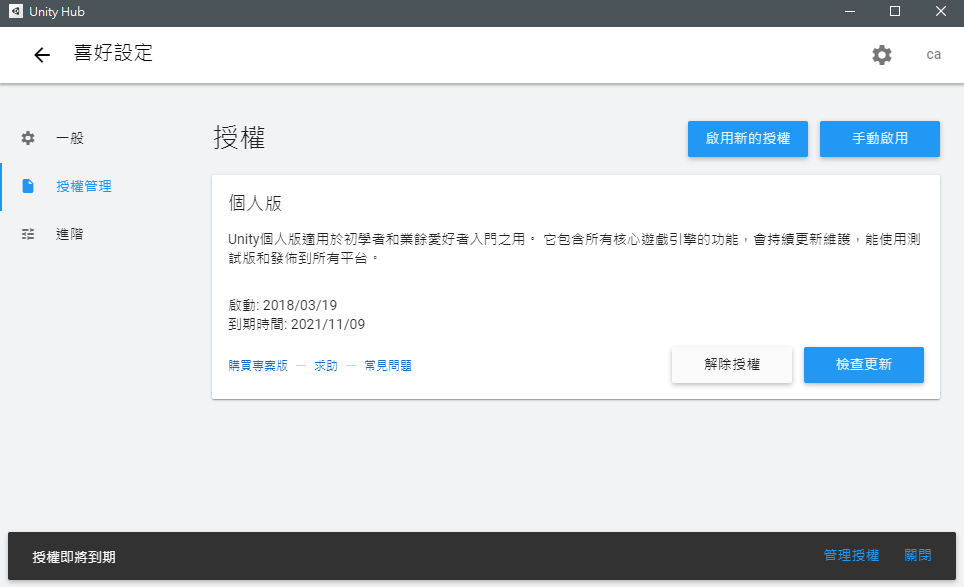 Unity Hub
喜好設定
ca
一般
授權管理
進階
授權
啟用新的授權
手動啟用
個人版
Unity個人版適用於初學者和業餘愛好者入門之用。 它包含所有核心遊戲引擎的功能，會持續更新維護，能使用測
試版和發佈到所有平台。
啟動: 2018/03/19
到期時間: 2021/11/09
購買專案版 — 求助 — 常見問題
解除授權
檢查更新
授權即將到期
管理授權
關閉